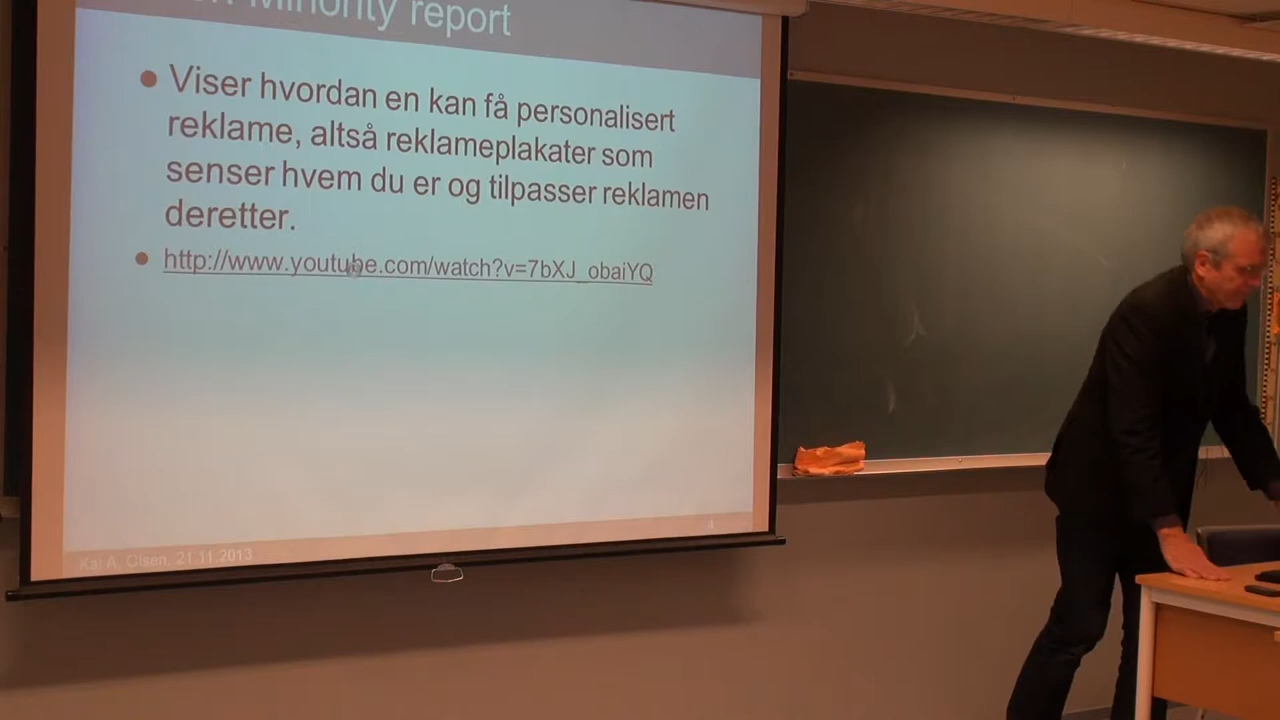 Minority report
Viser hvordan en kan få personalisert
reklame, altså reklameplakater som
senser hvem du er og tilpasser reklamen
deretter.
http://www.youtube.com/watch?v=7bXJ_obaiYQ
Kai A. Olsen, 21.11.2013
4